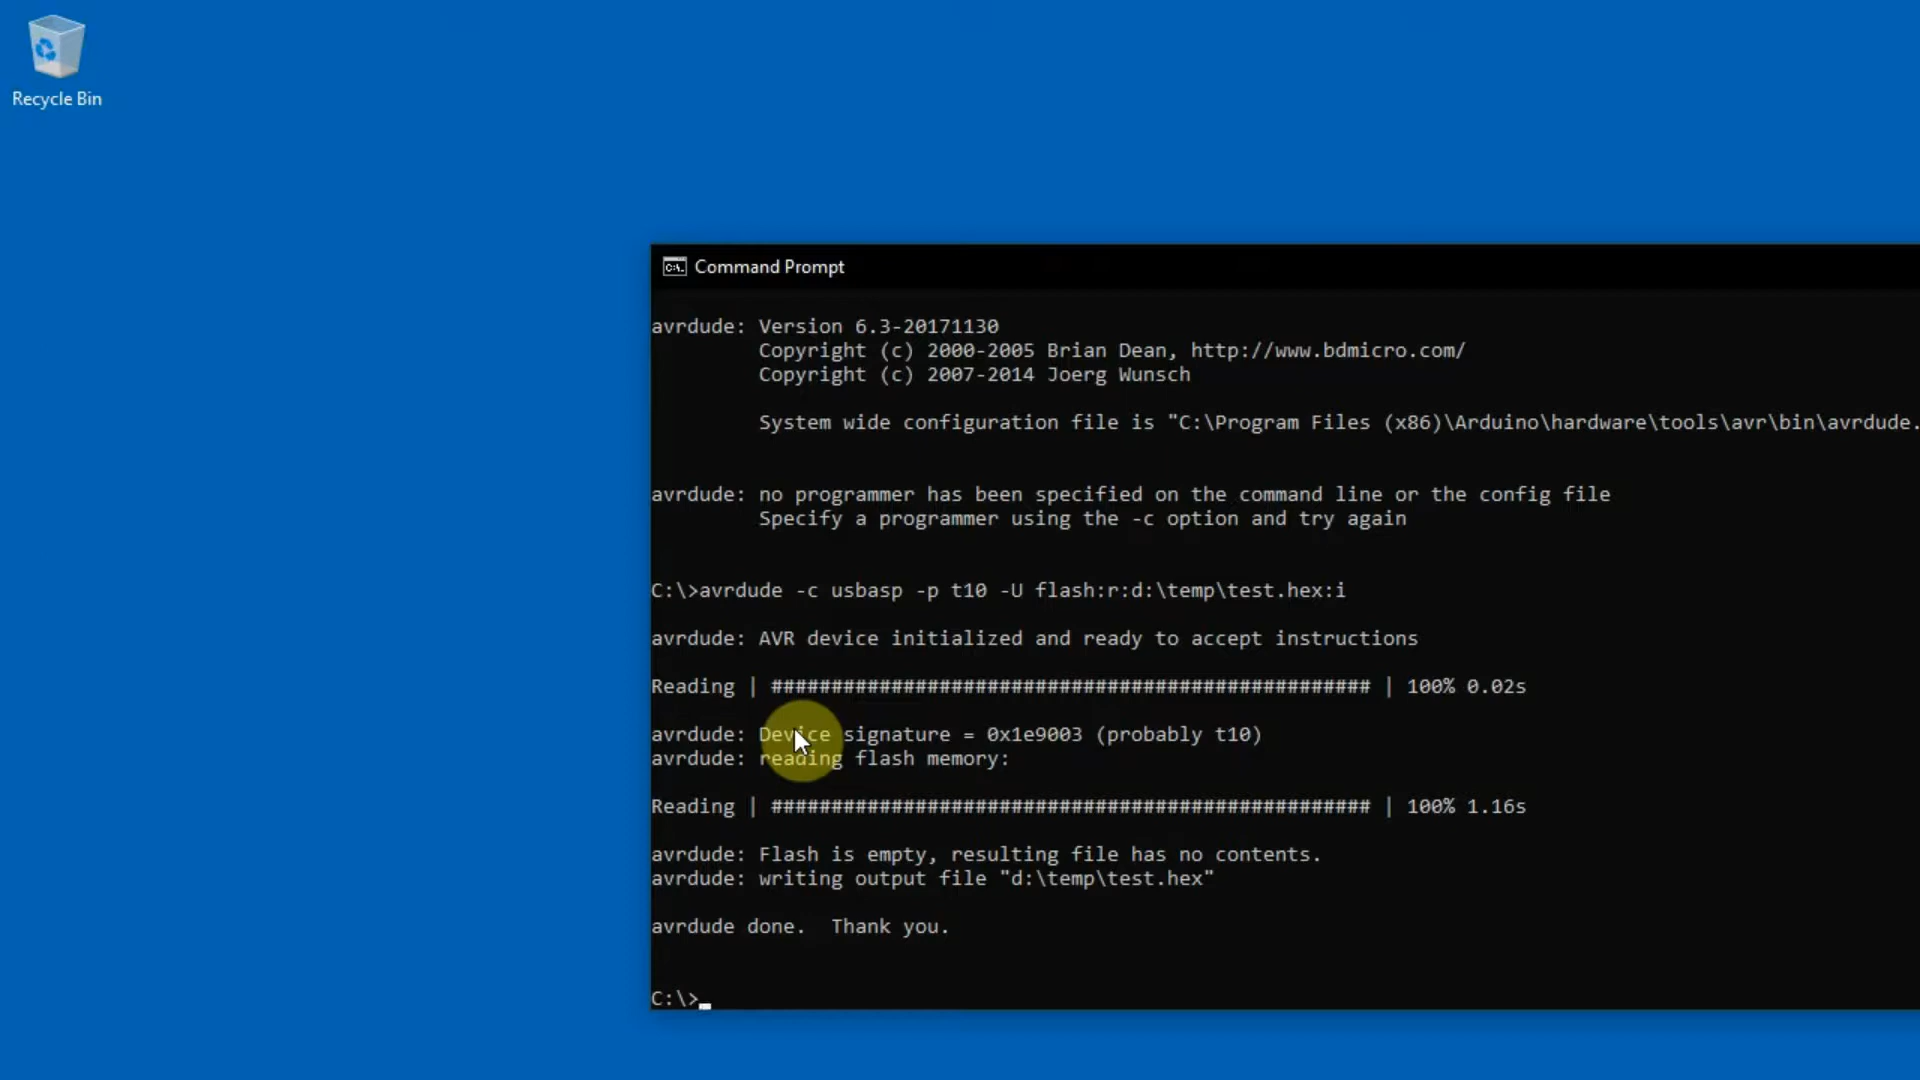 Recycle Bin
Command Prompt
avrdude: Version 6.3-20171130
Copyright (c) 2000-2005 Brian Dean, http://www.bdmicro.com/
Copyright (c) 2007-2014 Joerg Wunsch
System wide configuration file is "C:\Program Files (x86)\Arduino\hardware\tools\avr\bin\avrdude.
avrdude: no programmer has been specified on the command line or the config file
Specify a programmer using the -c option and try again
C:\>avrdude -c usbasp -p t10 -U flash:r:d:\temp\test.hex:i
avrdude: AVR device initialized and ready to accept instructions
Reading | ################################################## | 100% 0.02s
avrdude: Device signature = 0x1e9003 (probably t10)
avrdude: reading flash memory:
Reading | ################################################## | 100% 1.16s
avrdude: Flash is empty, resulting file has no contents.
avrdude: writing output file "d:\temp\test.hex"
avrdude done.  Thank you.
C:\>